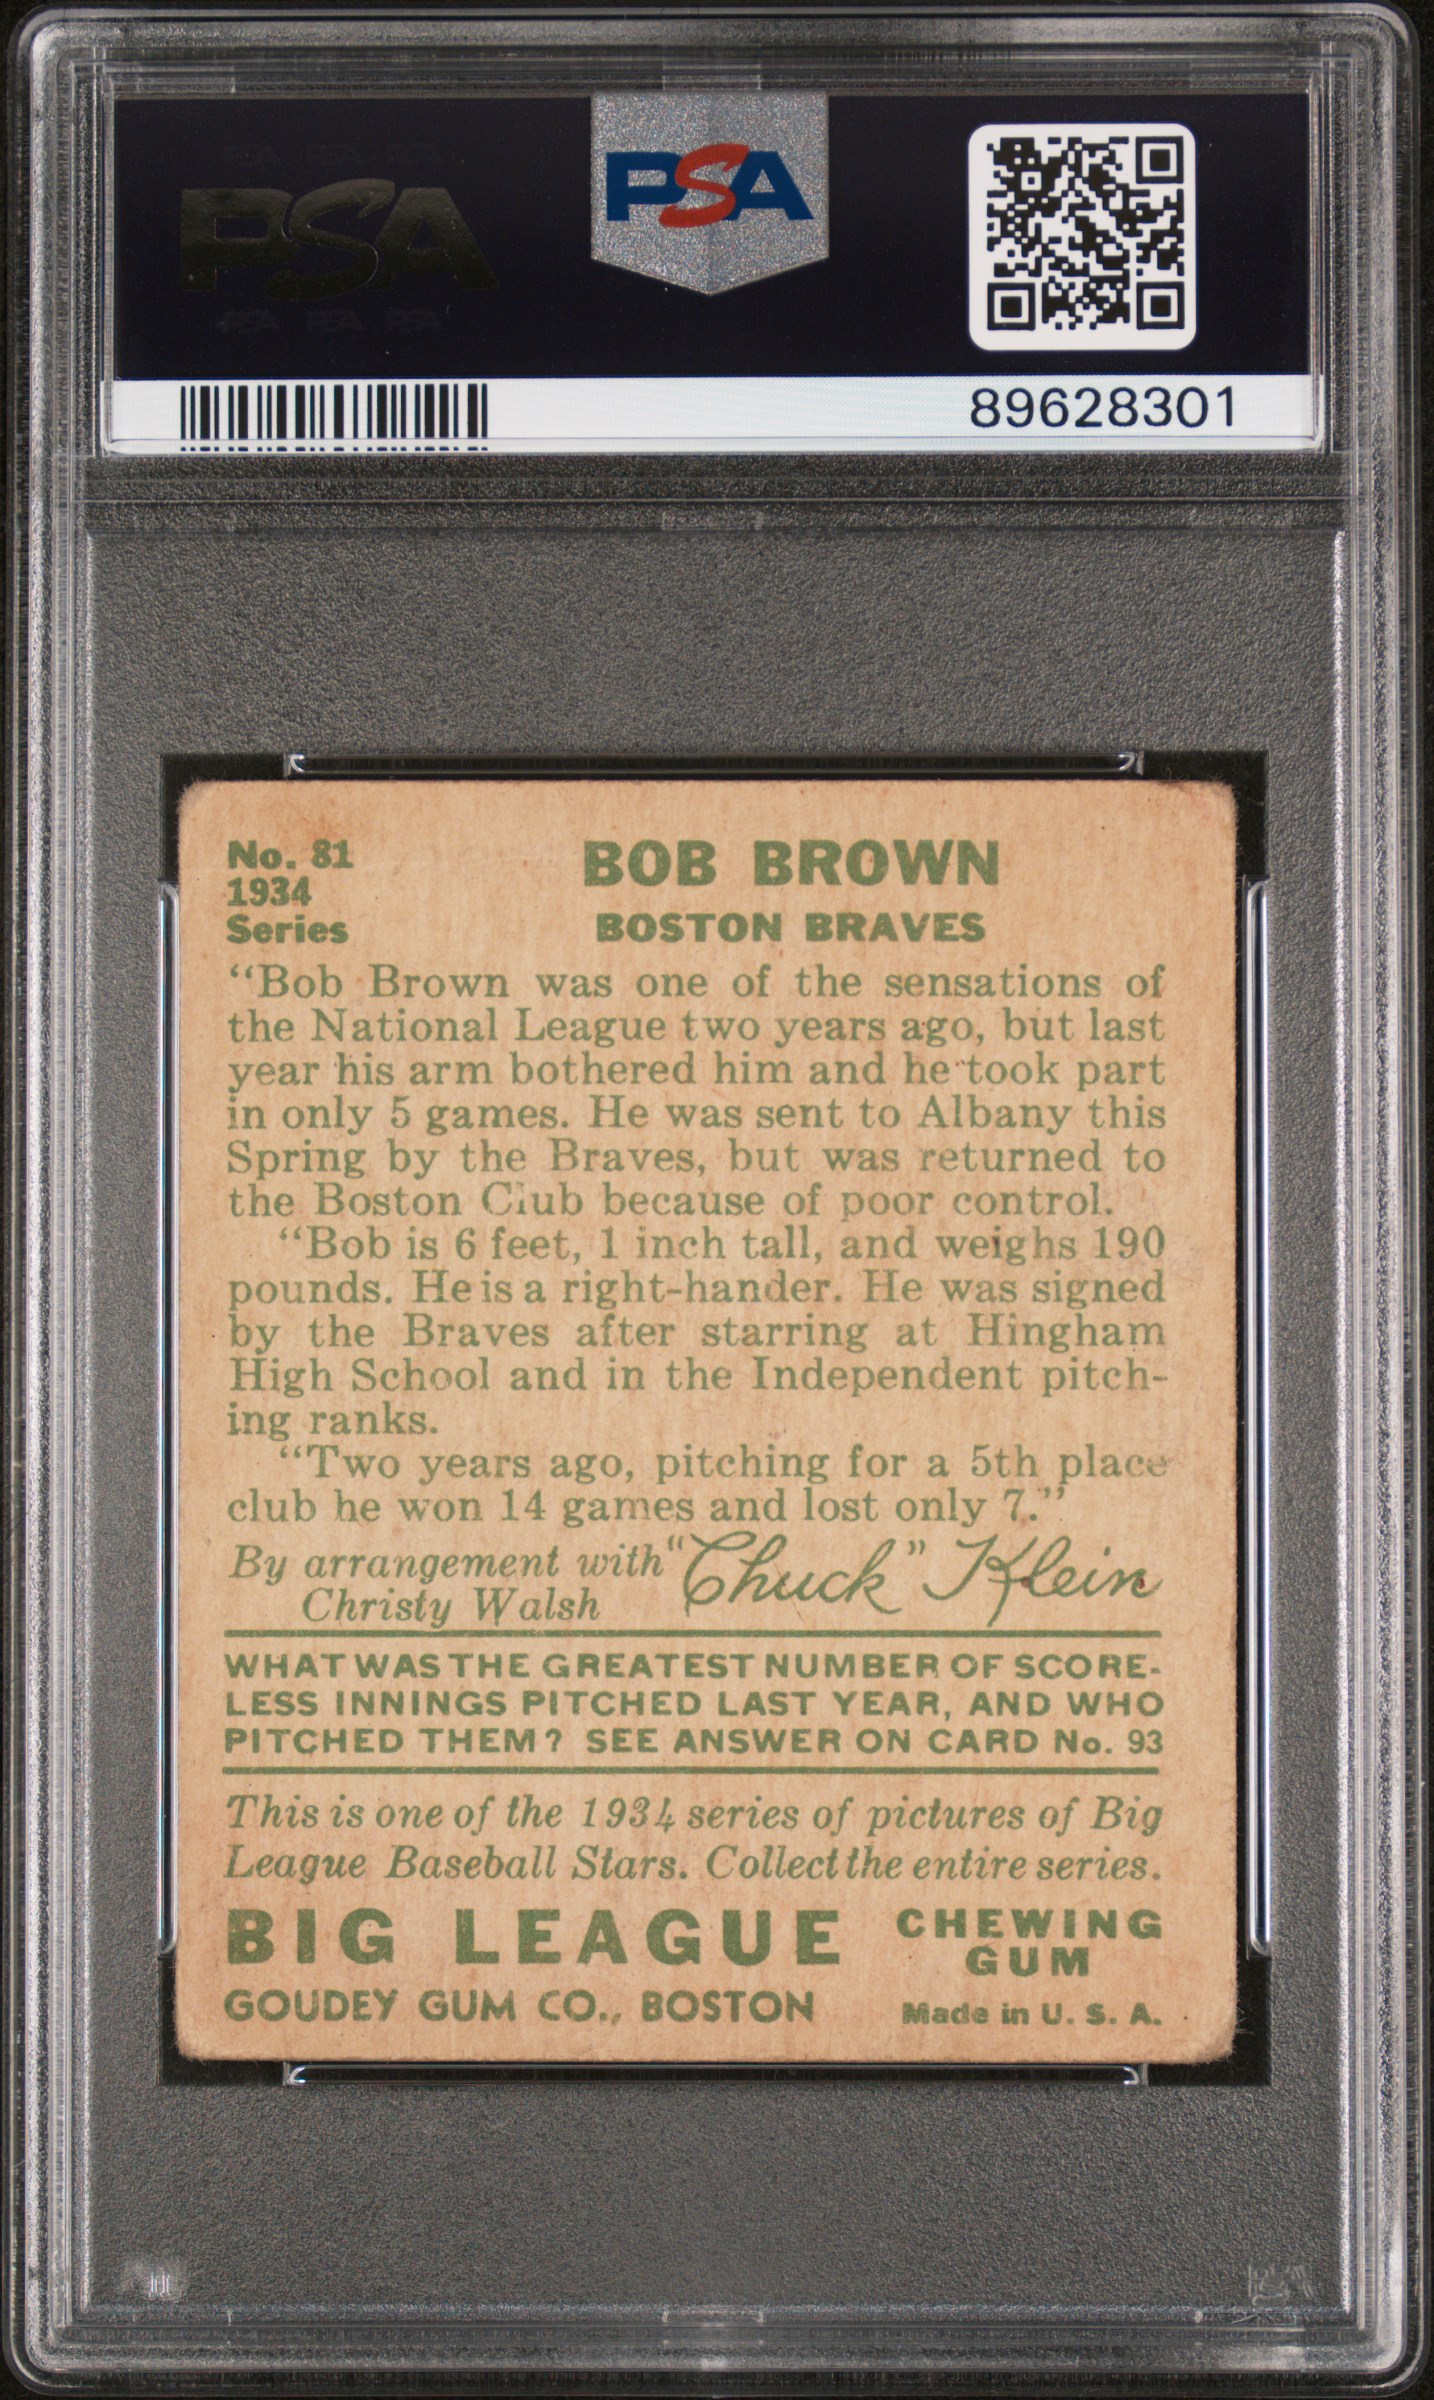 PSA
PSA
89628301
No. 81
1934
Series
BOB BROWN
BOSTON BRAVES
“Bob Brown was one of the sensations of
the National League two years ago, but last
year his arm bothered him and he took part
in only 5 games. He was sent to Albany this
Spring by the Braves, but was returned to
the Boston Club because of poor control.
“Bob is 6 feet, 1 inch tall, and weighs 190
pounds. He is a right-hander. He was signed
by the Braves after starring at Hingham
High School and in the Independent pitch-
ing ranks.
“Two years ago, pitching for a 5th place
club he won 14 games and lost only 7.”
By arrangement with "Chuck" Klein
Christy Walsh
WHAT WAS THE GREATEST NUMBER OF SCORE-
LESS INNINGS PITCHED LAST YEAR, AND WHO
PITCHED THEM? SEE ANSWER ON CARD No. 93
This is one of the 1934 series of pictures of Big
League Baseball Stars. Collect the entire series.
BIG LEAGUE CHEWING GUM
GOUDEY GUM CO., BOSTON
Made in U. S. A.